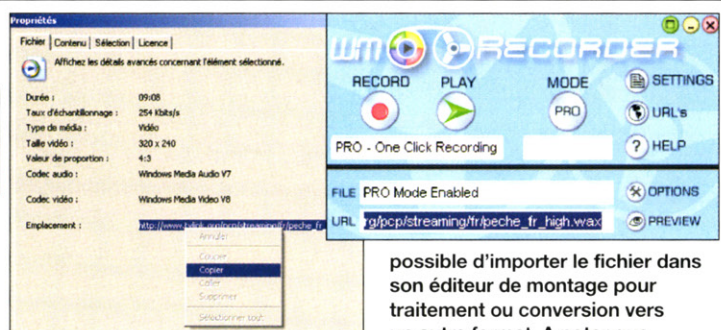 Propriétés
Fichier Contenu Sélection Licence
Affichez les détails avancés concernant l'élément sélectionné.
Durée : 09:08
Taux d'échantillonnage : 254 Kbits/s
Type de média : Vidéo
Taille vidéo : 320 x 240
Valeur de proportion : 4:3
Codec audio : Windows Media Audio V7
Codec vidéo : Windows Media Video V8
Emplacement :
Annuler
Couper
Copier
Coller
Supprimer
Sélectionner tout
WM RECORDER
RECORD PLAY MODE
PRO
SETTINGS
URL's
HELP
PRO - One Click Recording
FILE PRO Mode Enabled
OPTIONS
URL rg/pcp/streaming/fr/peche_fr_high.wax
PREVIEW
possible d'importer le fichier dans
son éditeur de montage pour
traitement ou conversion vers